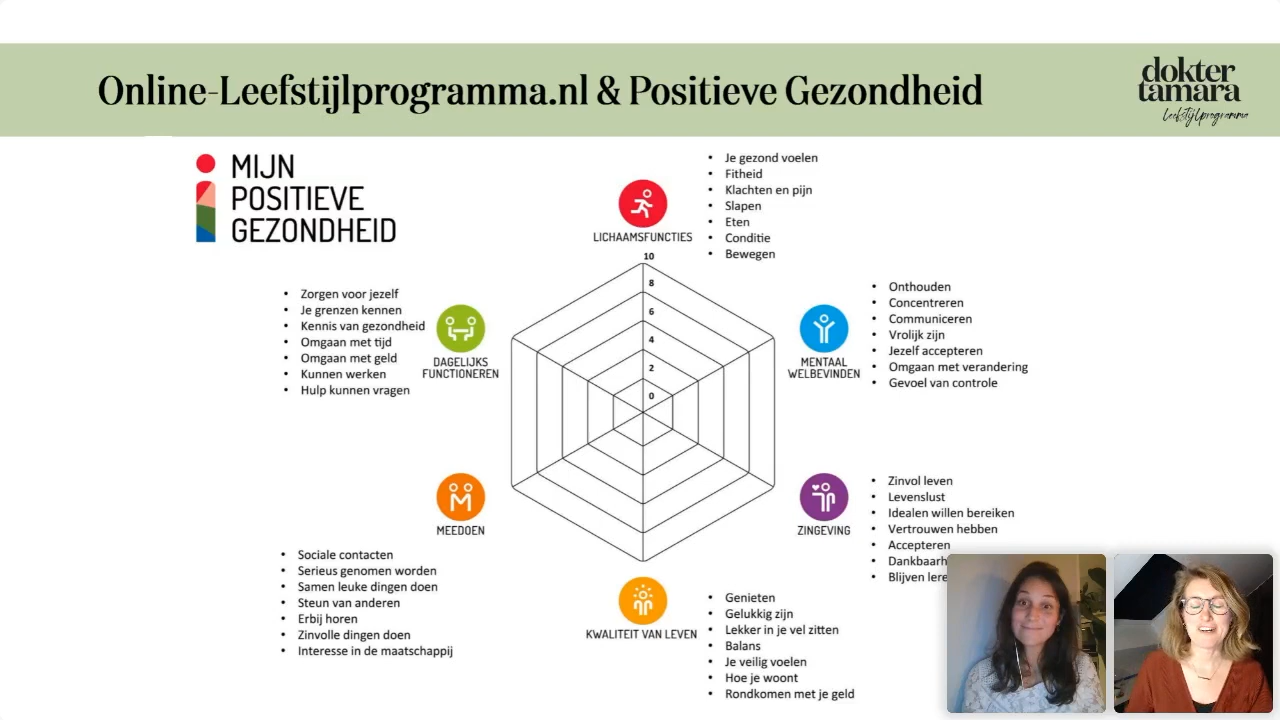 Online-Leefstijlprogramma.nl & Positieve Gezondheid
dokter
tamara
leefstijlprogramma
MIJN
POSITIEVE
GEZONDHEID
LICHAAMSFUNCTIES
• Je gezond voelen
• Fitheid
• Klachten en pijn
• Slapen
• Eten
• Conditie
• Bewegen
10
8
6
4
2
0
• Zorgen voor jezelf
• Je grenzen kennen
• Kennis van gezondheid
• Omgaan met tijd
• Omgaan met geld
• Kunnen werken
• Hulp kunnen vragen
DAGELIJKS
FUNCTIONEREN
MENTAAL
WELBEVINDEN
• Onthouden
• Concentreren
• Communiceren
• Vrolijk zijn
• Jezelf accepteren
• Omgaan met verandering
• Gevoel van controle
MEEDOEN
• Sociale contacten
• Serieus genomen worden
• Samen leuke dingen doen
• Steun van anderen
• Erbij horen
• Zinvolle dingen doen
• Interesse in de maatschappij
ZINGEVING
• Zinvol leven
• Levenslust
• Idealen willen bereiken
• Vertrouwen hebben
• Accepteren
• Dankbaarh
• Blijven lere
KWALITEIT VAN LEVEN
• Genieten
• Gelukkig zijn
• Lekker in je vel zitten
• Balans
• Je veilig voelen
• Hoe je woont
• Rondkomen met je geld